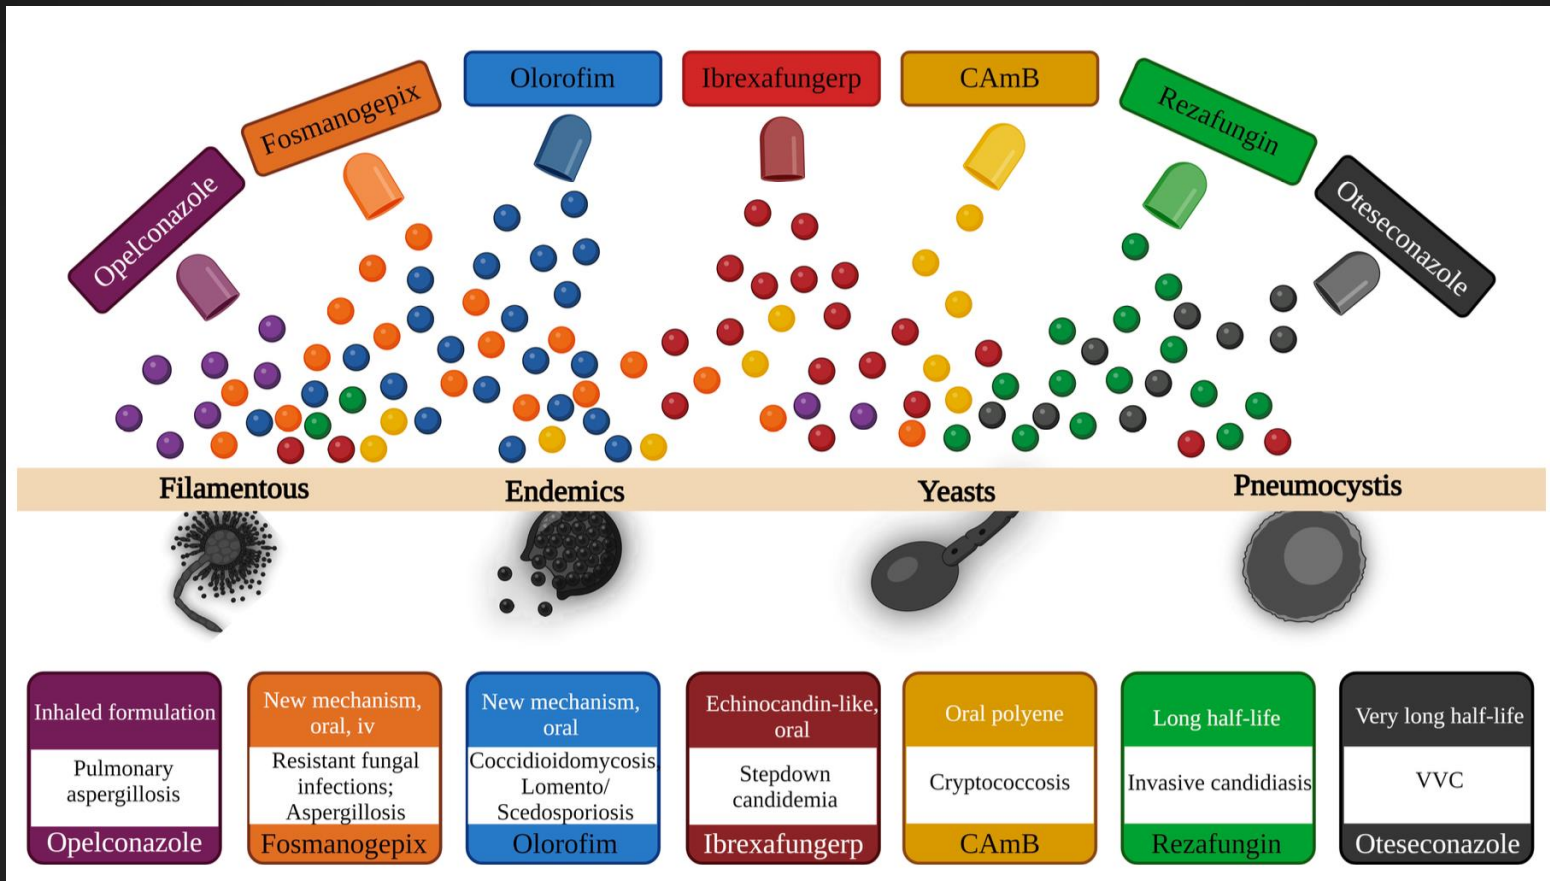 Opelconazole
Fosmanogepix
Olorofim
Ibrexafungerp
CAmB
Rezafungin
Oteseconazole
Filamentous
Endemics
Yeasts
Pneumocystis
Inhaled formulation
Pulmonary
aspergillosis
Opelconazole
New mechanism,
oral, iv
Resistant fungal
infections;
Aspergillosis
Fosmanogepix
New mechanism,
oral
Coccidioidomycosis,
Lomento/
Scedosporiosis
Olorofim
Echinocandin-like,
oral
Stepdown
candidemia
Ibrexafungerp
Oral polyene
Cryptococcosis
CAmB
Long half-life
Invasive candidiasis
Rezafungin
Very long half-life
VVC
Oteseconazole